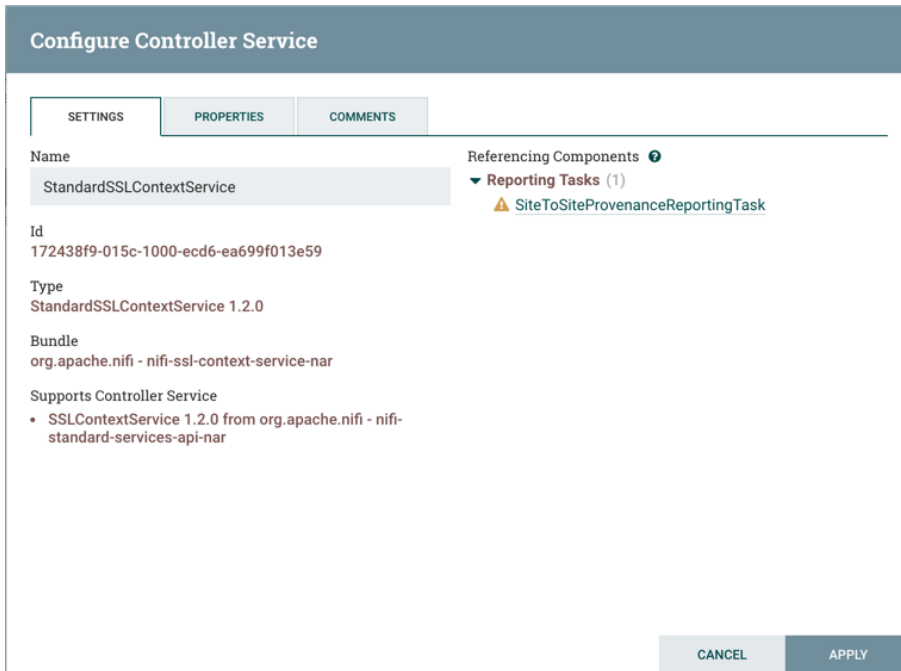 Configure Controller Service
SETTINGS
PROPERTIES
COMMENTS
Name
StandardSSLContextService
Id
172438f9-015c-1000-ecd6-ea699f013e59
Type
StandardSSLContextService 1.2.0
Bundle
org.apache.nifi - nifi-ssl-context-service-nar
Supports Controller Service
• SSLContextService 1.2.0 from org.apache.nifi - nifi-
standard-services-api-nar
Referencing Components
Reporting Tasks (1)
SiteToSiteProvenanceReportingTask
CANCEL
APPLY